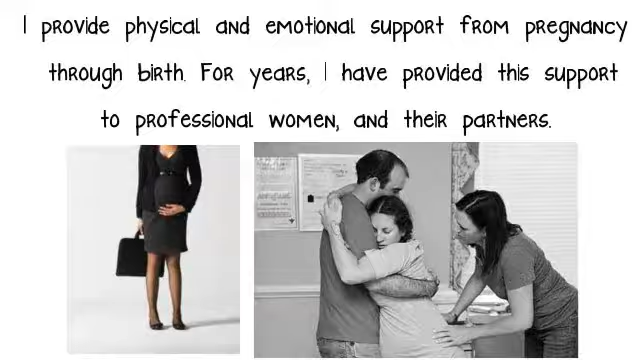 I provide physical and emotional support from pregnancy
through birth. For years, I have provided this support
to professional women, and their partners.